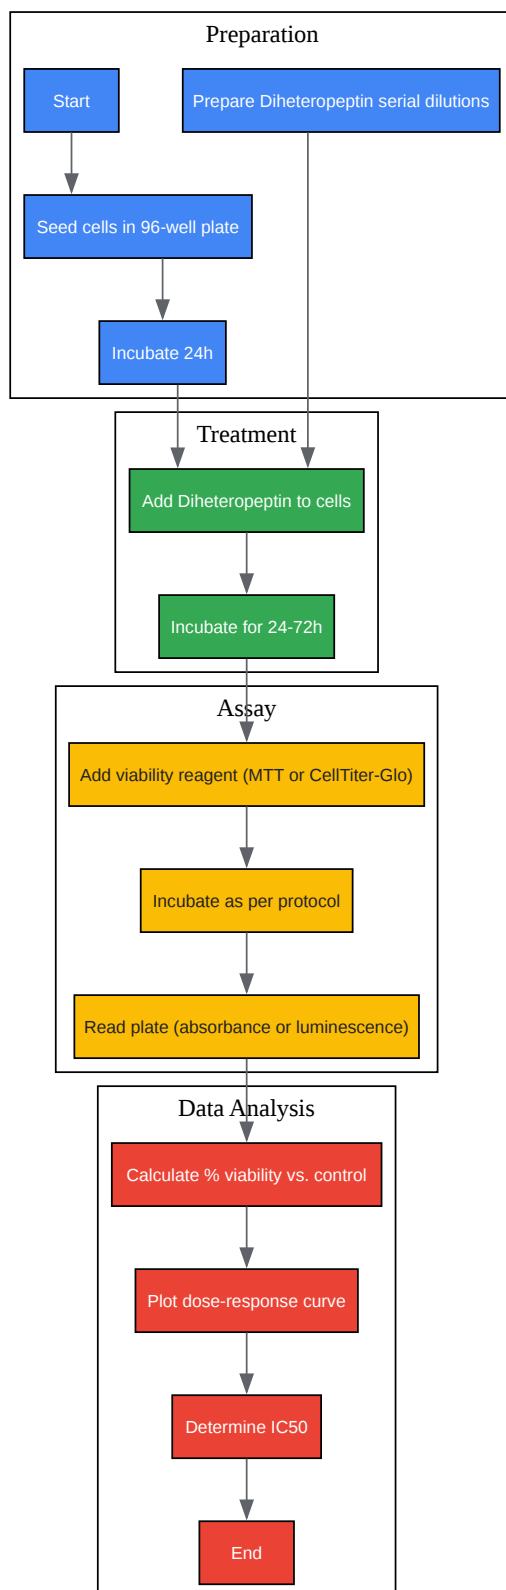 Preparation
Start
Prepare Diheteropeptin serial dilutions
Seed cells in 96-well plate
Incubate 24h
Treatment
Add Diheteropeptin to cells
Incubate for 24-72h
Assay
Add viability reagent (MTT or CellTiter-Glo)
Incubate as per protocol
Read plate (absorbance or luminescence)
Data Analysis
Calculate % viability vs. control
Plot dose-response curve
Determine IC50
End